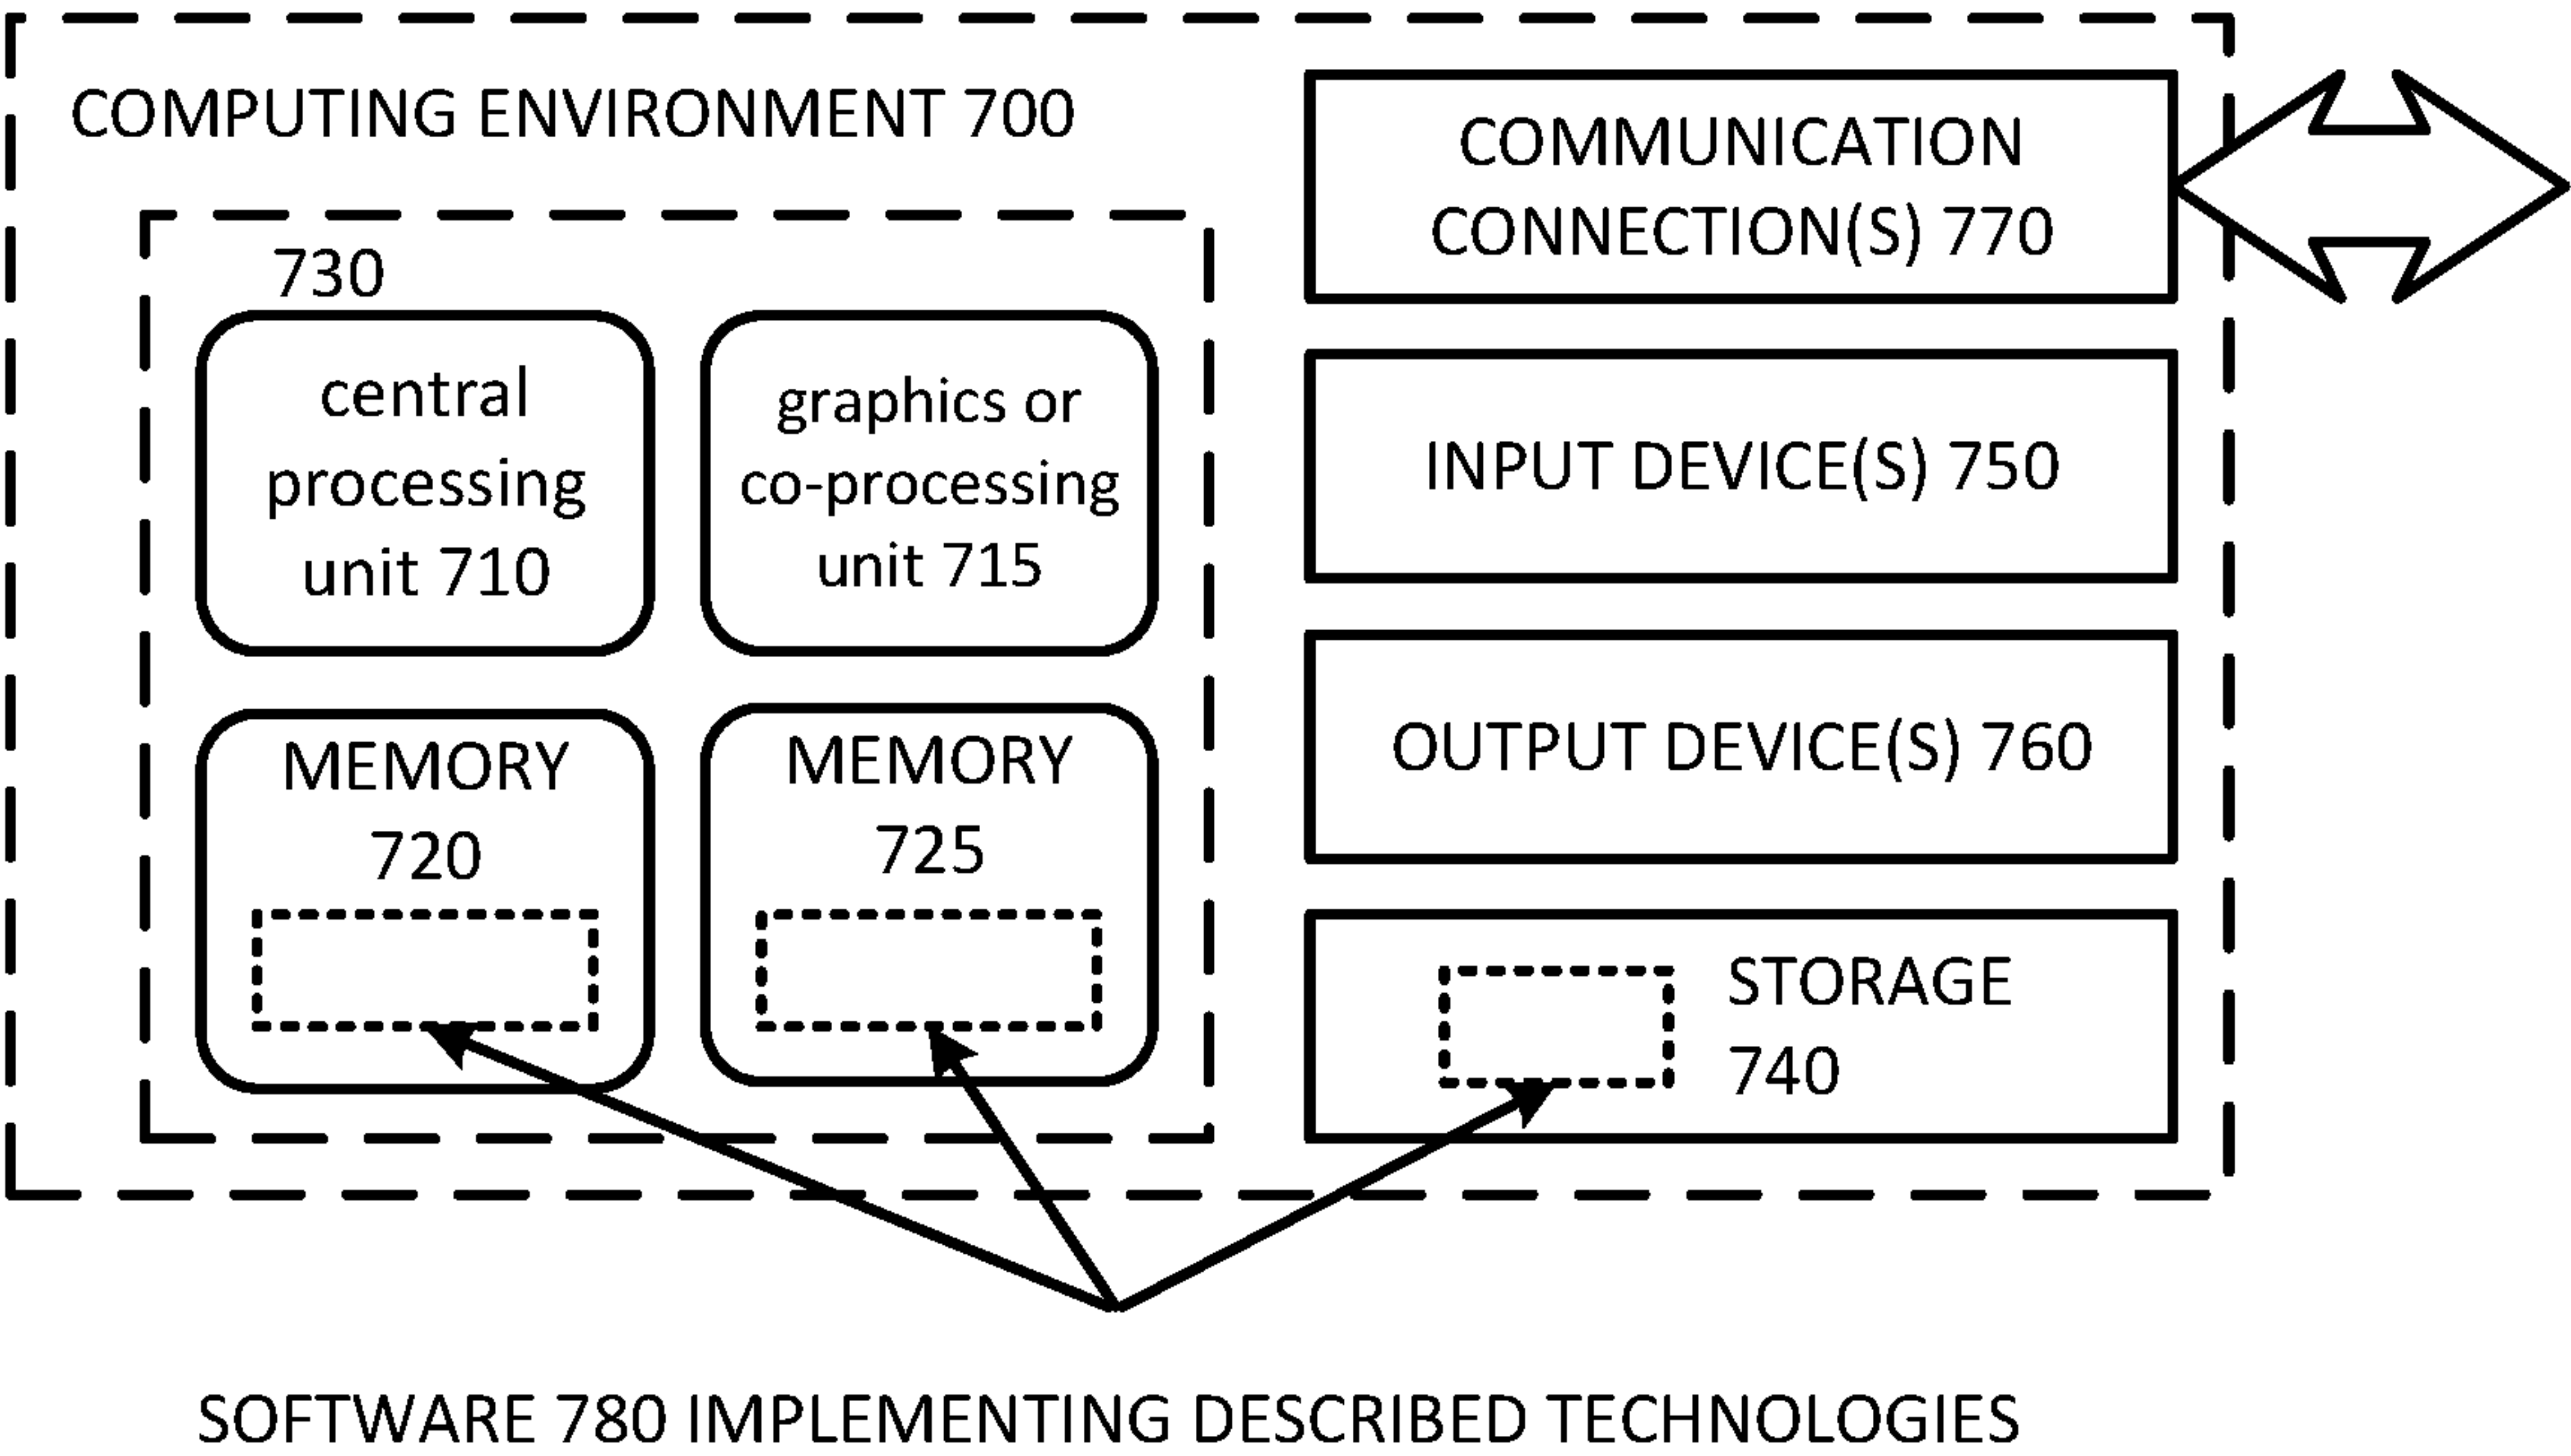 COMPUTING ENVIRONMENT 700
730
central
processing
unit 710
graphics or
co-processing
unit 715
MEMORY
720
MEMORY
725
COMMUNICATION
CONNECTION(S) 770
INPUT DEVICE(S) 750
OUTPUT DEVICE(S) 760
STORAGE
740
SOFTWARE 780 IMPLEMENTING DESCRIBED TECHNOLOGIES